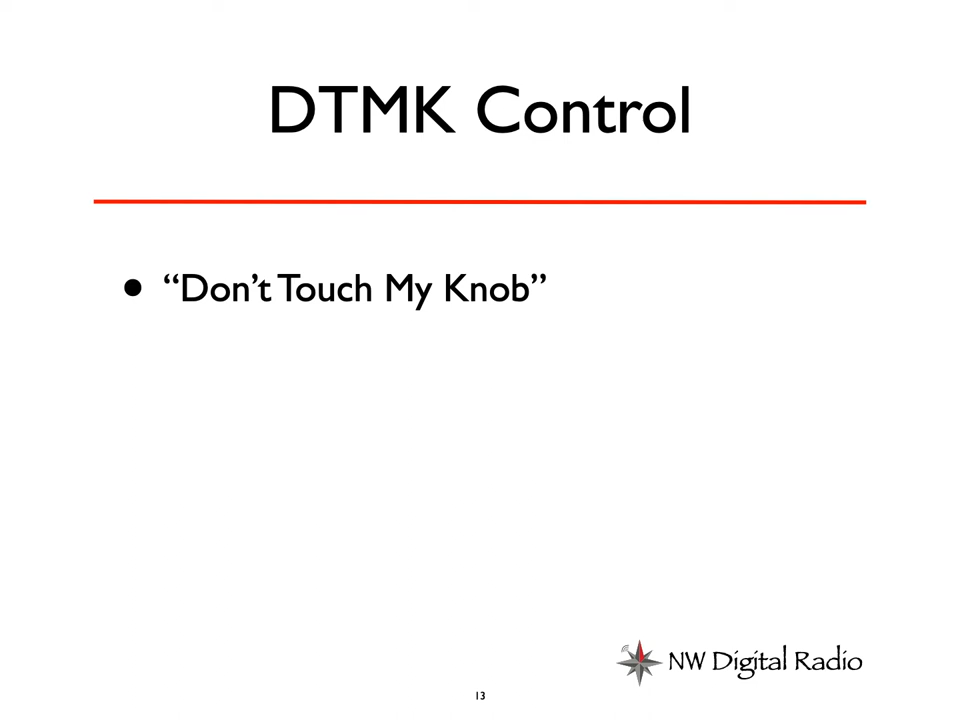 DTMK Control
• “Don’t Touch My Knob”
NW Digital Radio
13